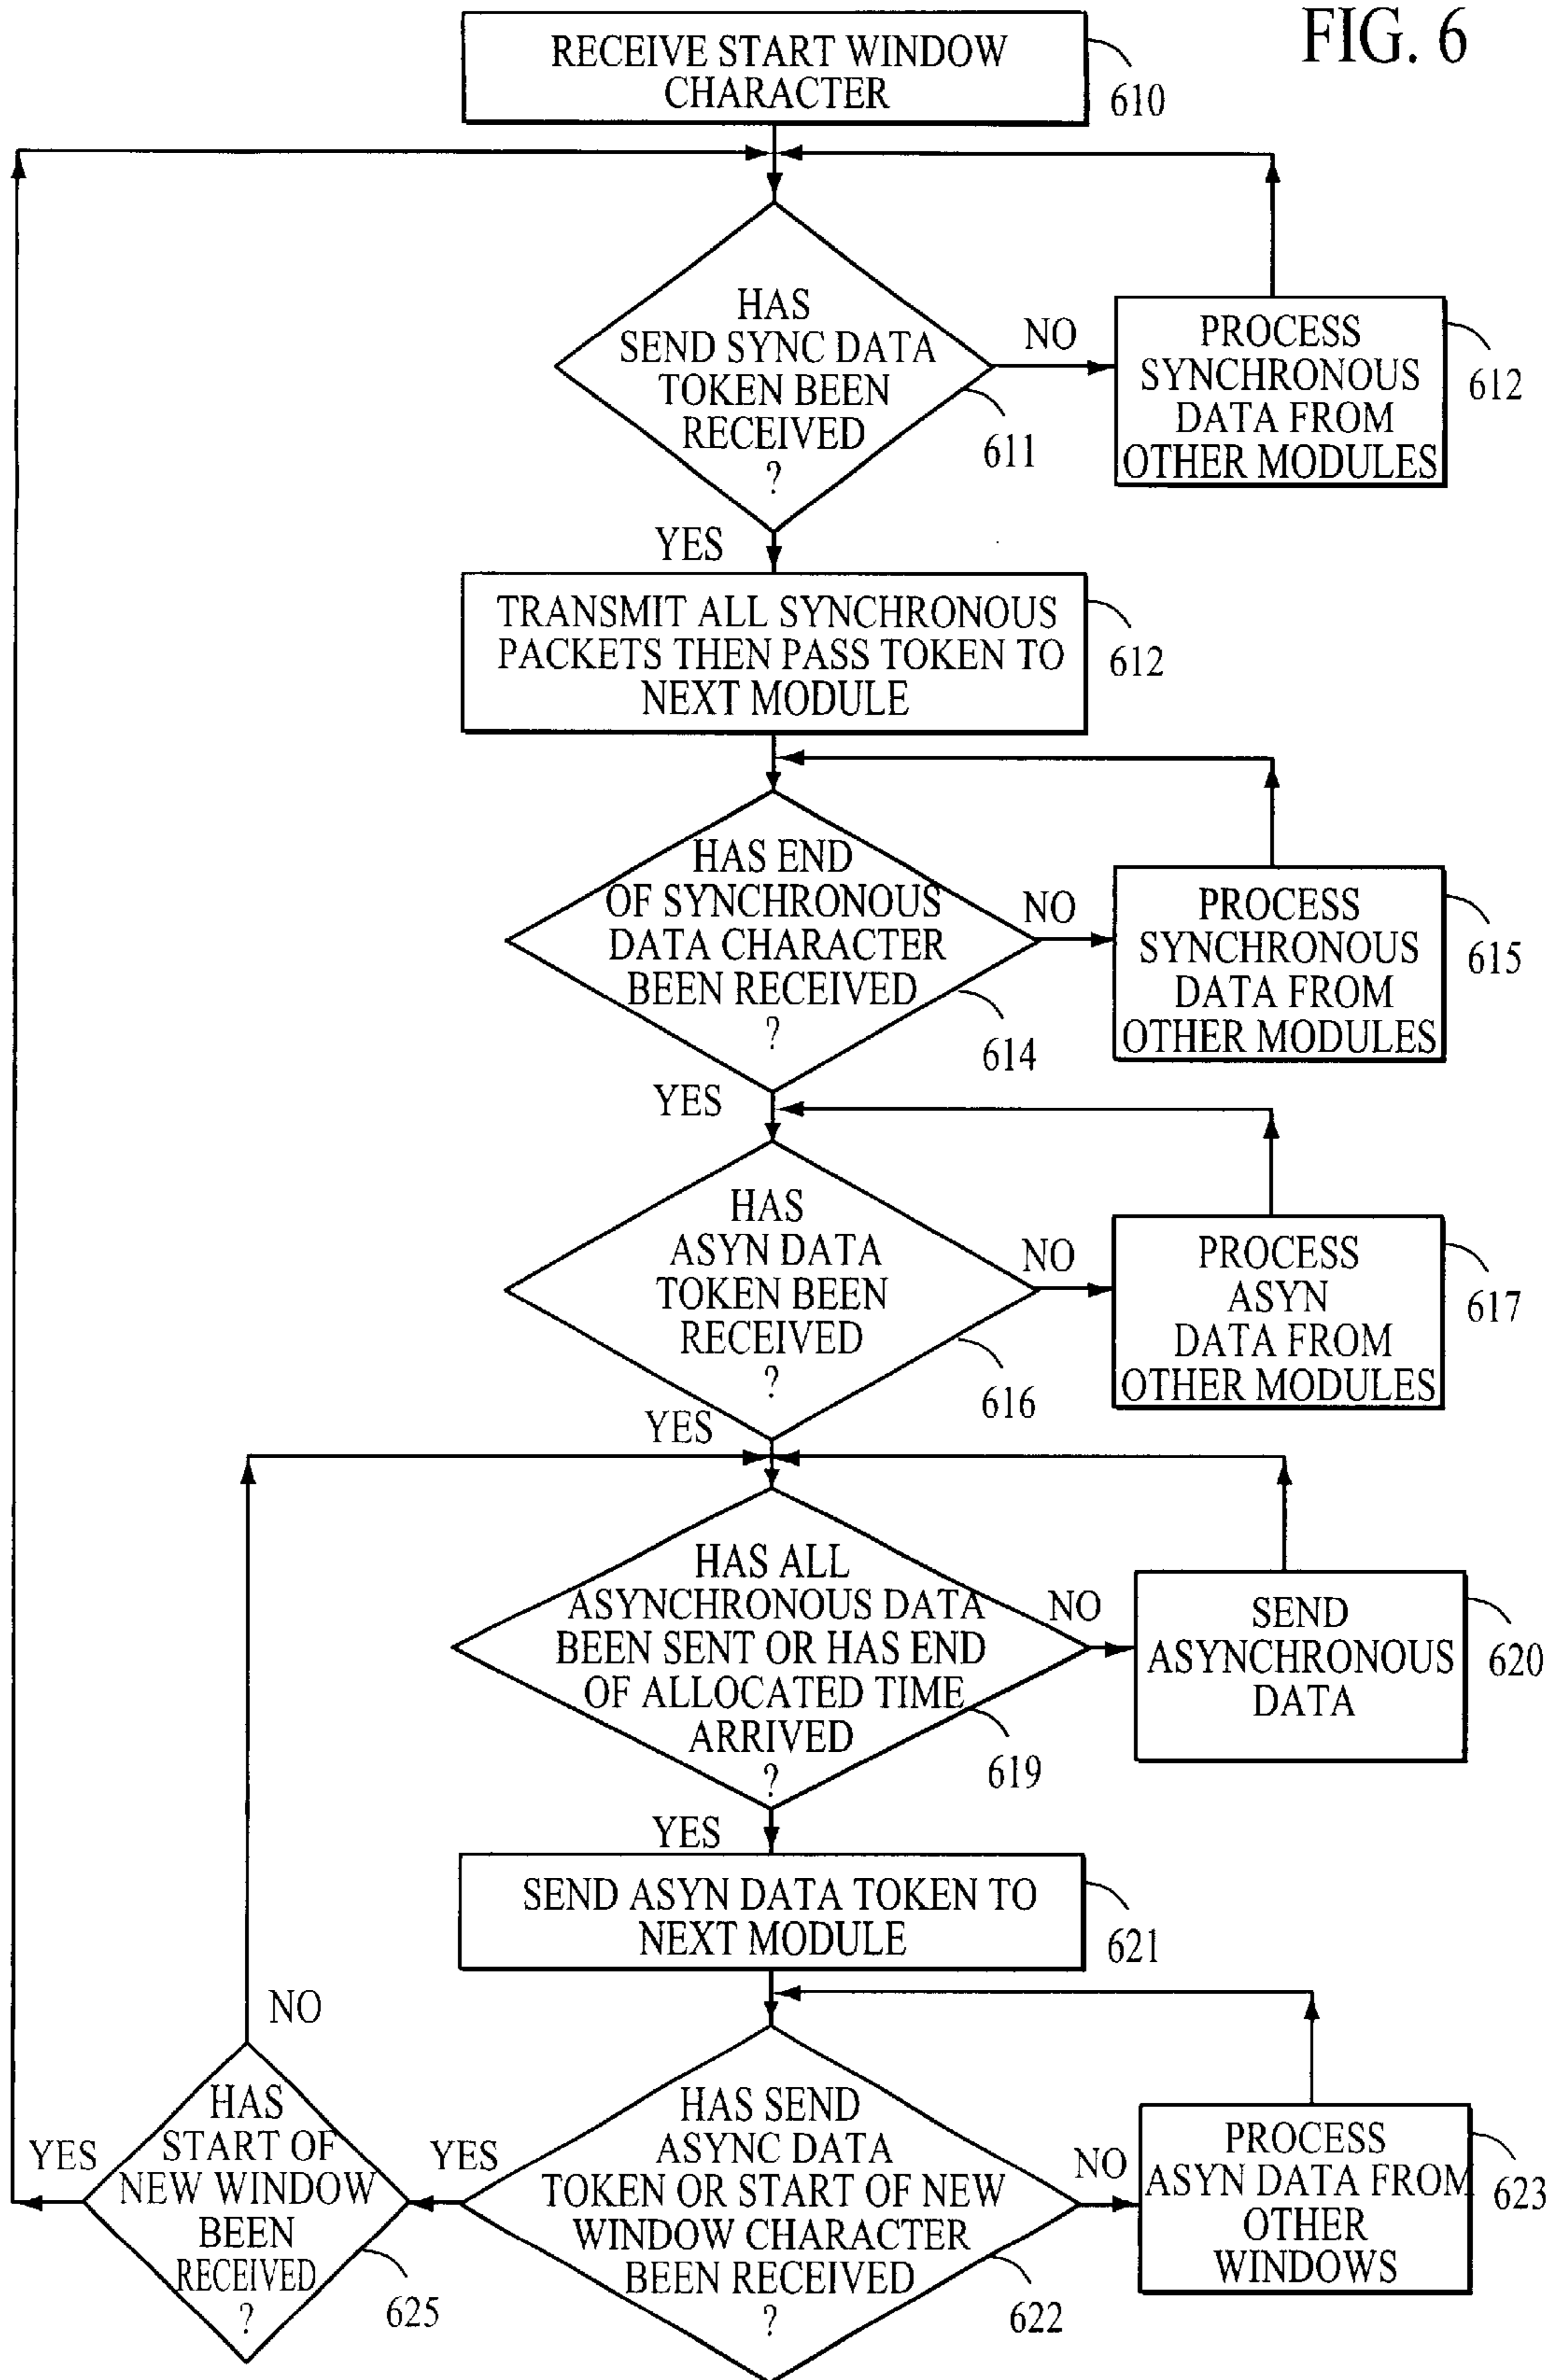 FIG. 6
RECEIVE START WINDOW
CHARACTER
610
HAS
SEND SYNC DATA
TOKEN BEEN
RECEIVED
?
611
NO
PROCESS
SYNCHRONOUS
DATA FROM
OTHER MODULES
612
YES
TRANSMIT ALL SYNCHRONOUS
PACKETS THEN PASS TOKEN TO
NEXT MODULE
612
HAS END
OF SYNCHRONOUS
DATA CHARACTER
BEEN RECEIVED
?
614
NO
PROCESS
SYNCHRONOUS
DATA FROM
OTHER MODULES
615
YES
HAS
ASYN DATA
TOKEN BEEN
RECEIVED
?
616
NO
PROCESS
ASYN
DATA FROM
OTHER MODULES
617
YES
HAS ALL
ASYNCHRONOUS DATA
BEEN SENT OR HAS END
OF ALLOCATED TIME
ARRIVED
?
619
NO
SEND
ASYNCHRONOUS
DATA
620
YES
SEND ASYN DATA TOKEN TO
NEXT MODULE
621
HAS SEND
ASYNC DATA
TOKEN OR START OF NEW
WINDOW CHARACTER
BEEN RECEIVED
?
622
NO
PROCESS
ASYN DATA FROM
OTHER
WINDOWS
623
YES
HAS
START OF
NEW WINDOW
BEEN
RECEIVED
?
625
NO
YES